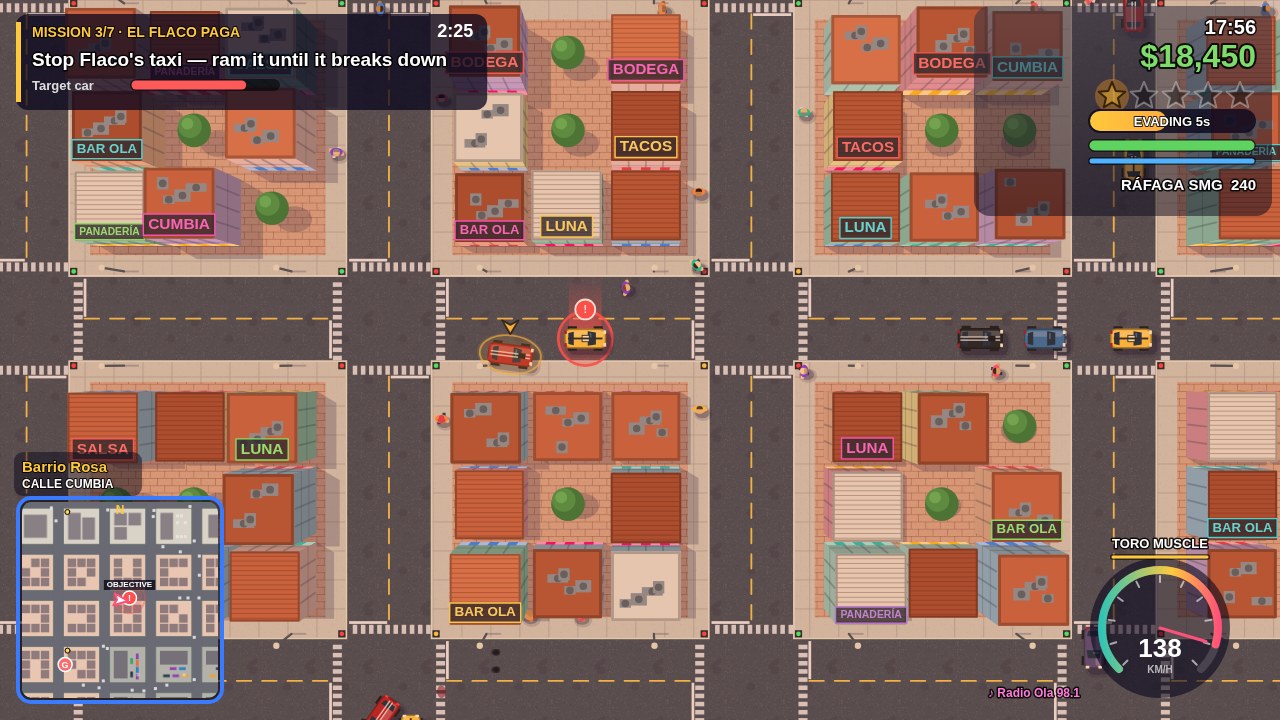 MISSION 3/7 · EL FLACO PAGA
2:25
Stop Flaco's taxi — ram it until it breaks down
Target car
17:56
$18,450
EVADING 5s
RÁFAGA SMG 240
PANADERÍA
BODEGA
BODEGA
BODEGA
CUMBIA
BAR OLA
TACOS
TACOS
PANADERÍA
PANADERÍA
CUMBIA
BAR OLA
LUNA
LUNA
SALSA
LUNA
LUNA
Barrio Rosa
CALLE CUMBIA
N
OBJECTIVE
!
!
G
BAR OLA
BAR OLA
BAR OLA
PANADERÍA
TORO MUSCLE
138
KM/H
♪ Radio Ola 98.1